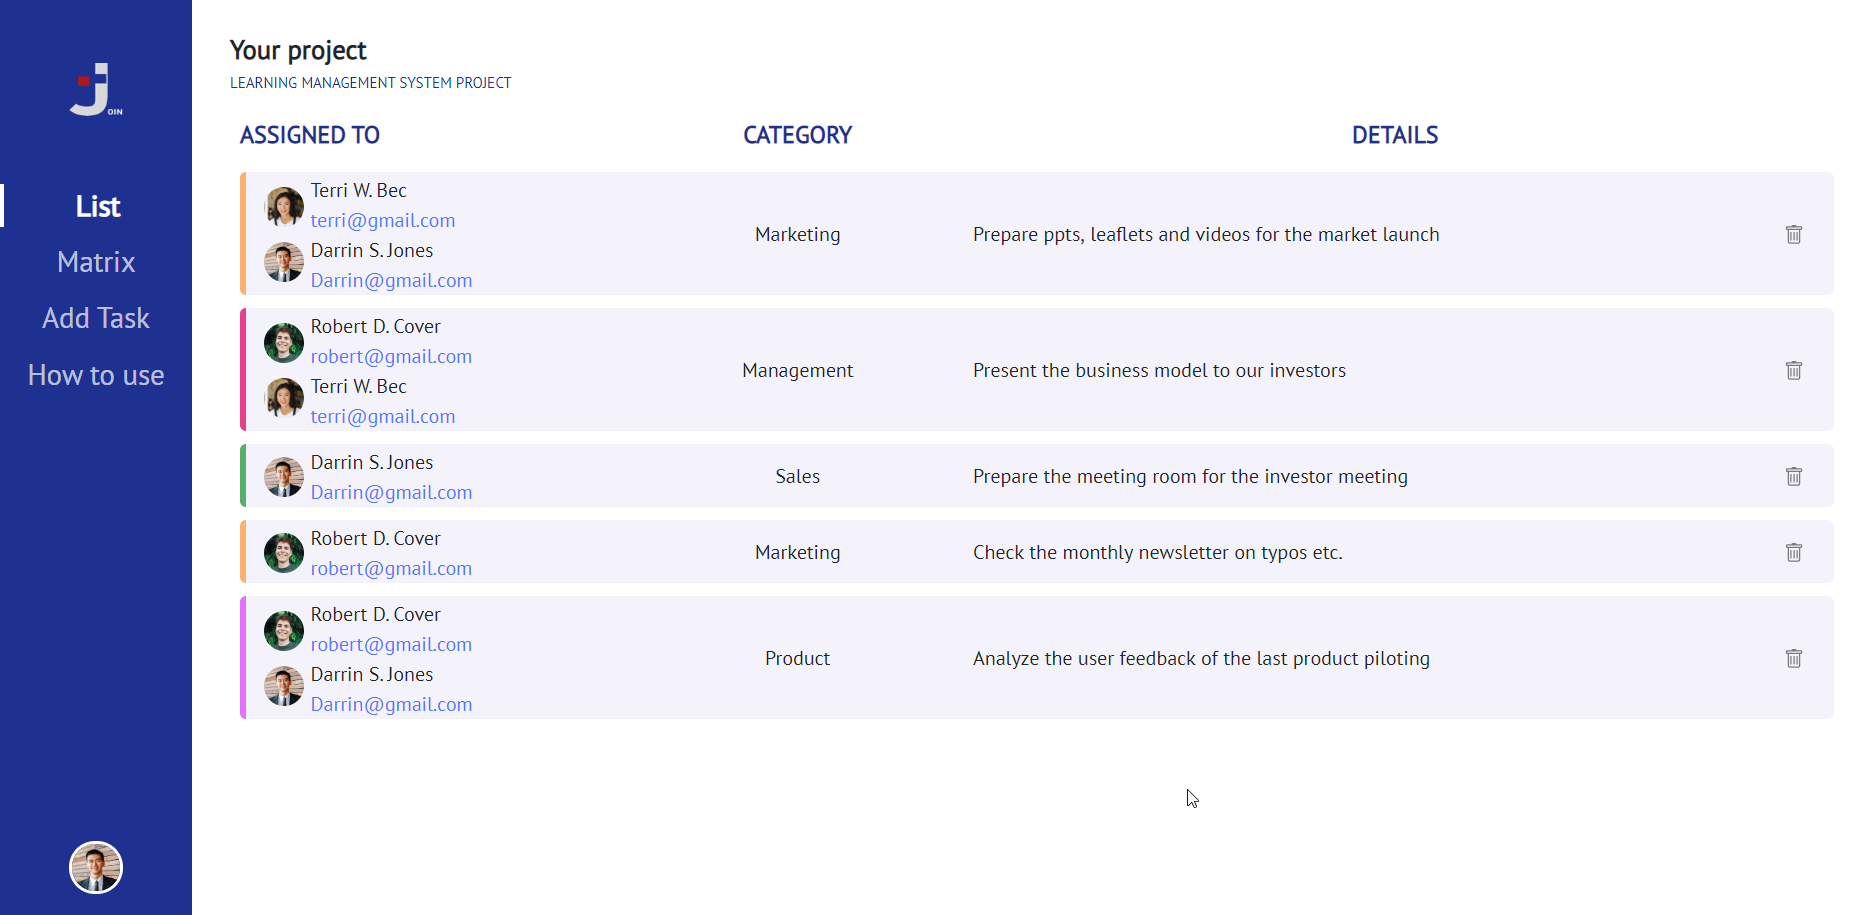 OIN
List
Matrix
Add Task
How to use
Your project
LEARNING MANAGEMENT SYSTEM PROJECT
ASSIGNED TO CATEGORY DETAILS
Terri W. Bec
terri@gmail.com
Darrin S. Jones
Darrin@gmail.com
Marketing
Prepare ppts, leaflets and videos for the market launch
Robert D. Cover
robert@gmail.com
Terri W. Bec
terri@gmail.com
Management
Present the business model to our investors
Darrin S. Jones
Darrin@gmail.com
Sales
Prepare the meeting room for the investor meeting
Robert D. Cover
robert@gmail.com
Marketing
Check the monthly newsletter on typos etc.
Robert D. Cover
robert@gmail.com
Darrin S. Jones
Darrin@gmail.com
Product
Analyze the user feedback of the last product piloting